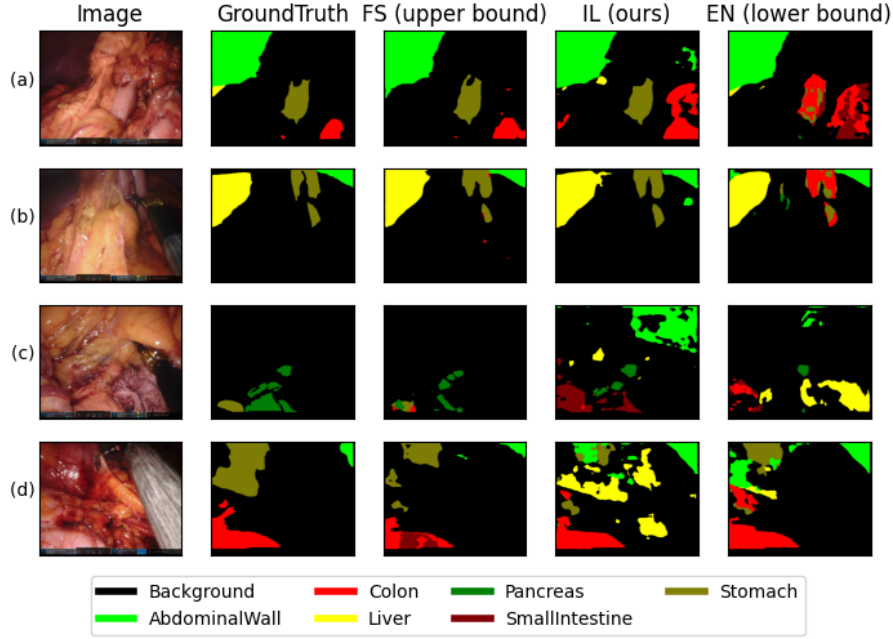 Image GroundTruth FS (upper bound) IL (ours) EN (lower bound)
(a)
(b)
(c)
(d)
Background Colon Pancreas Stomach
AbdominalWall Liver SmallIntestine